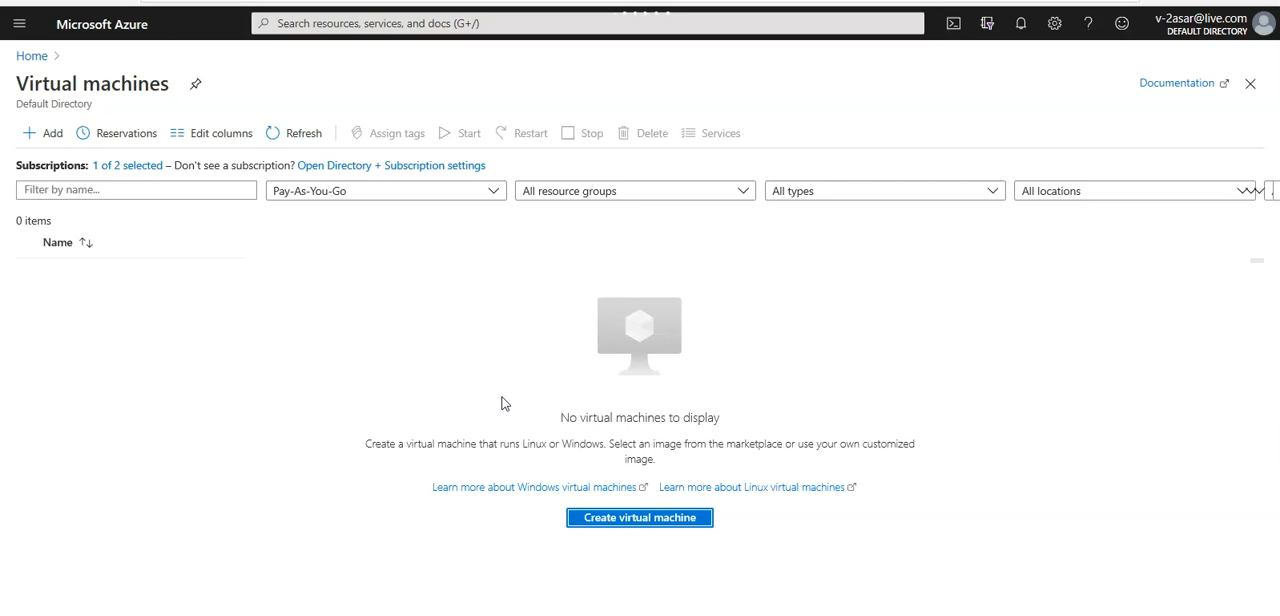 Microsoft Azure
Search resources, services, and docs (G+/)
v-2asar@live.com
DEFAULT DIRECTORY
Home
Virtual machines
Default Directory
Documentation
Add Reservations Edit columns Refresh Assign tags Start Restart Stop Delete Services
Subscriptions: 1 of 2 selected – Don't see a subscription? Open Directory + Subscription settings
Filter by name... Pay-As-You-Go All resource groups All types All locations
0 items
Name
No virtual machines to display
Create a virtual machine that runs Linux or Windows. Select an image from the marketplace or use your own customized
image.
Learn more about Windows virtual machines Learn more about Linux virtual machines
Create virtual machine